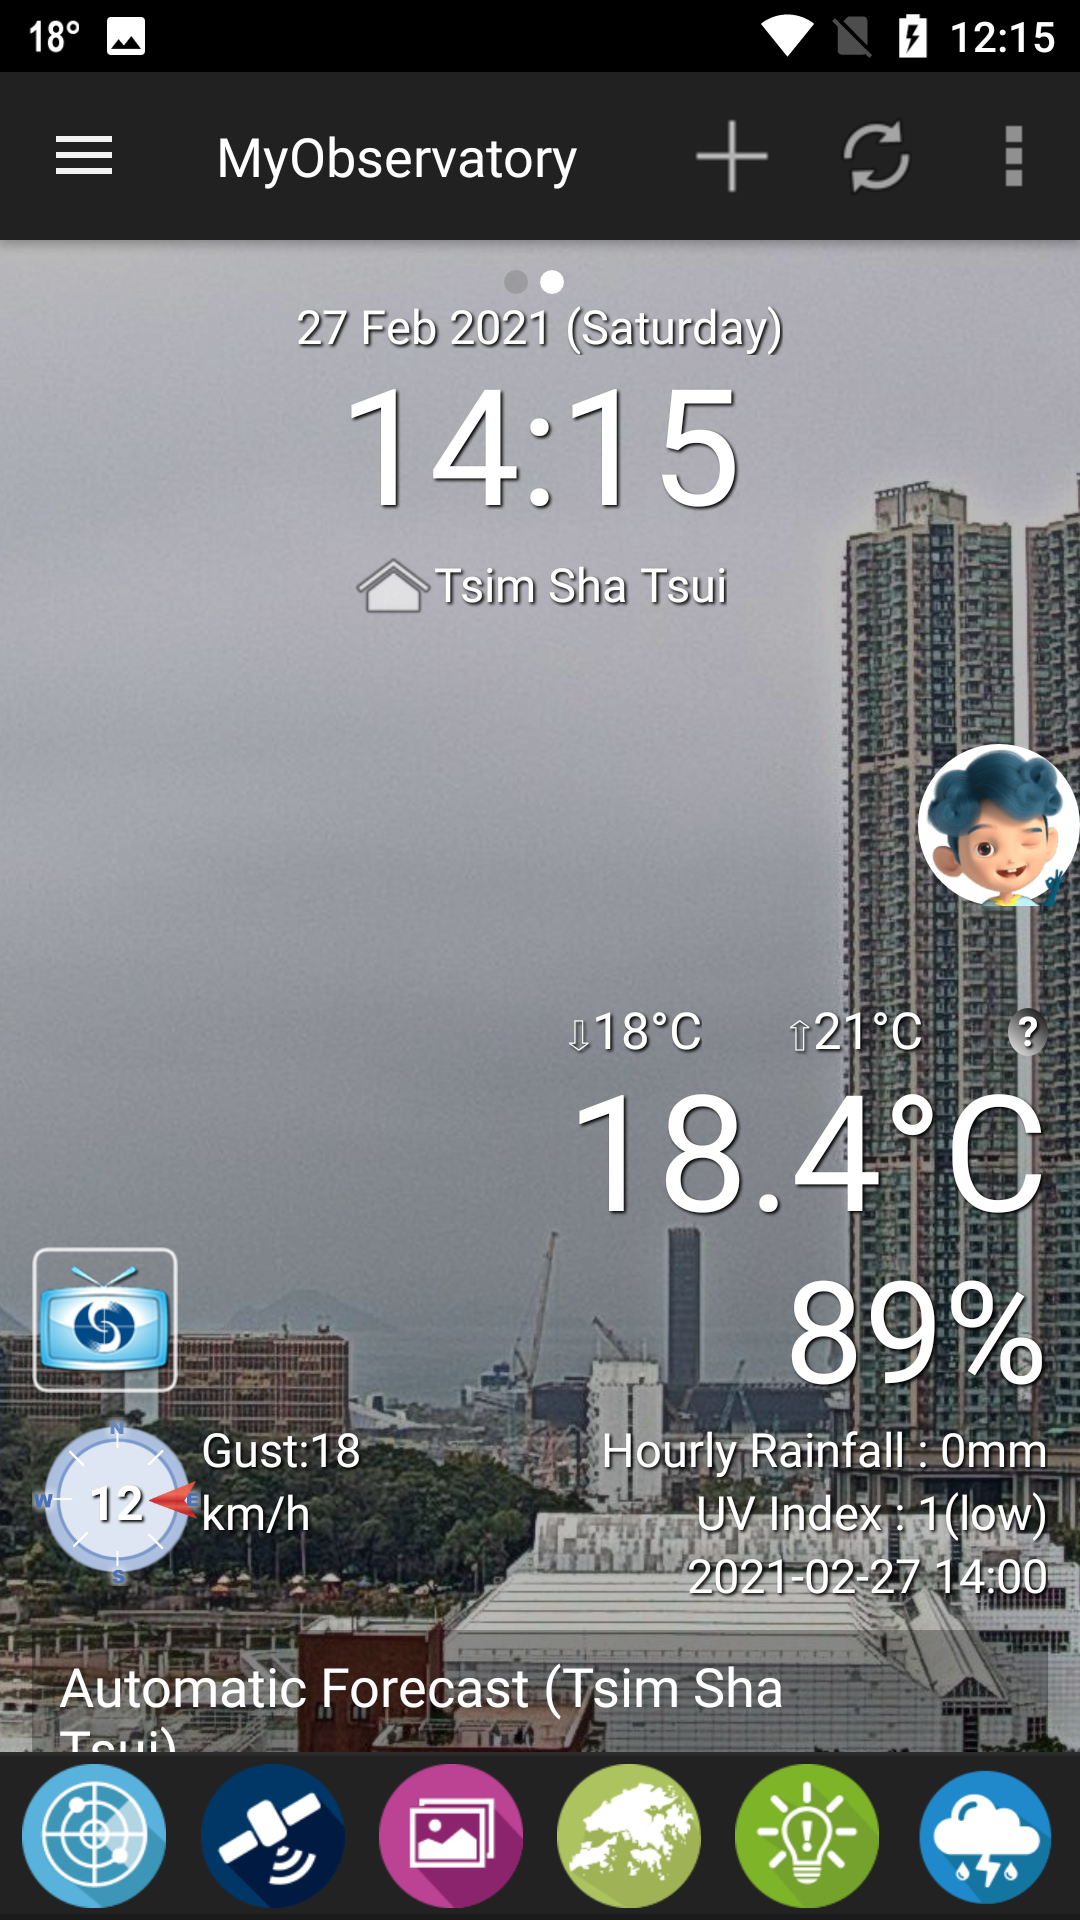 18° 12:15
MyObservatory
27 Feb 2021 (Saturday)
14:15
Tsim Sha Tsui
⇩18°C ⇧21°C ?
18.4°C
89%
N
W 12 E
S
Gust:18
km/h
Hourly Rainfall : 0mm
UV Index : 1(low)
2021-02-27 14:00
Automatic Forecast (Tsim Sha
Tsui)